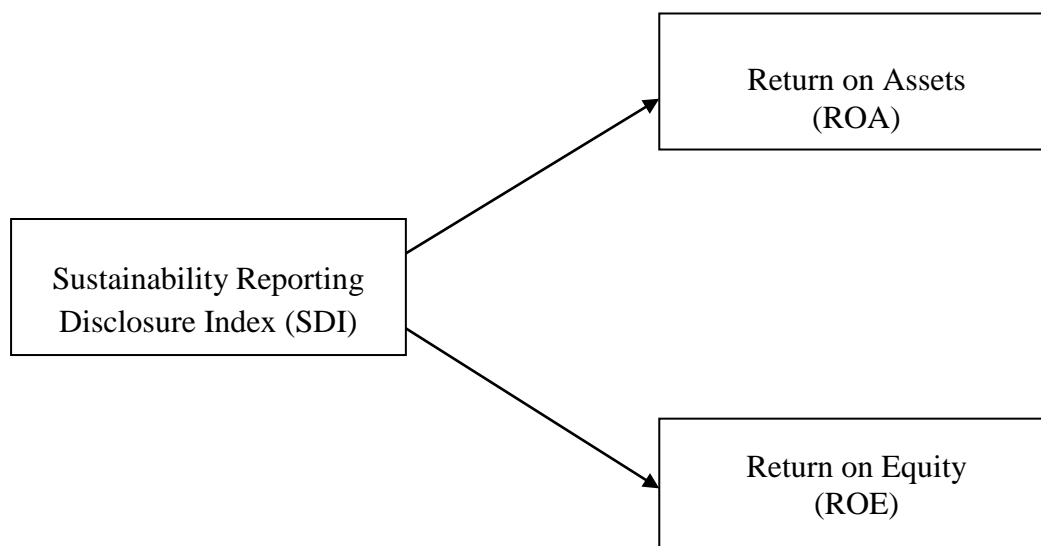 Return on Assets
(ROA)
Sustainability Reporting
Disclosure Index (SDI)
Return on Equity
(ROE)